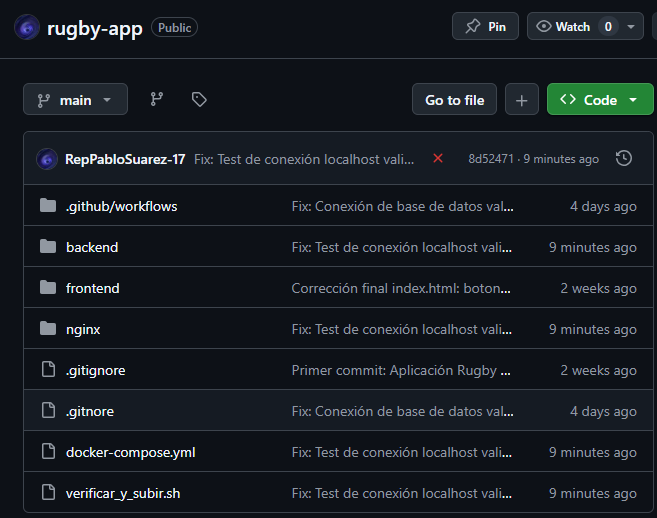 rugby-app Public Pin Watch 0
main Go to file + Code
RepPabloSuarez-17 Fix: Test de conexión localhost vali... 8d52471 · 9 minutes ago
.github/workflows Fix: Conexión de base de datos val... 4 days ago
backend Fix: Test de conexión localhost vali... 9 minutes ago
frontend Corrección final index.html: boton... 2 weeks ago
nginx Fix: Test de conexión localhost vali... 9 minutes ago
.gitignore Primer commit: Aplicación Rugby ... 2 weeks ago
.gitnore Fix: Conexión de base de datos val... 4 days ago
docker-compose.yml Fix: Test de conexión localhost vali... 9 minutes ago
verificar_y_subir.sh Fix: Test de conexión localhost vali... 9 minutes ago